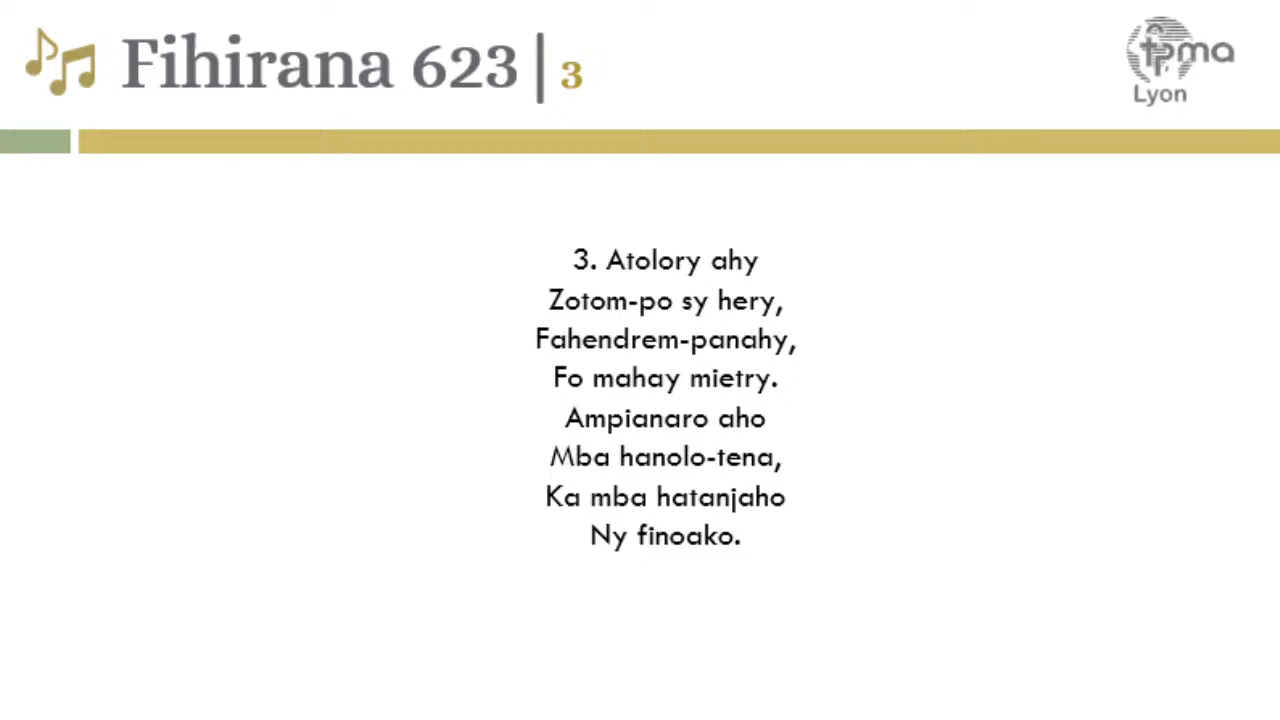 Fihirana 623 | 3
fpma
Lyon
3. Atolory ahy
Zotom-po sy hery,
Fahendrem-panahy,
Fo mahay mietry.
Ampianaro aho
Mba hanolo-tena,
Ka mba hatanjaho
Ny finoako.